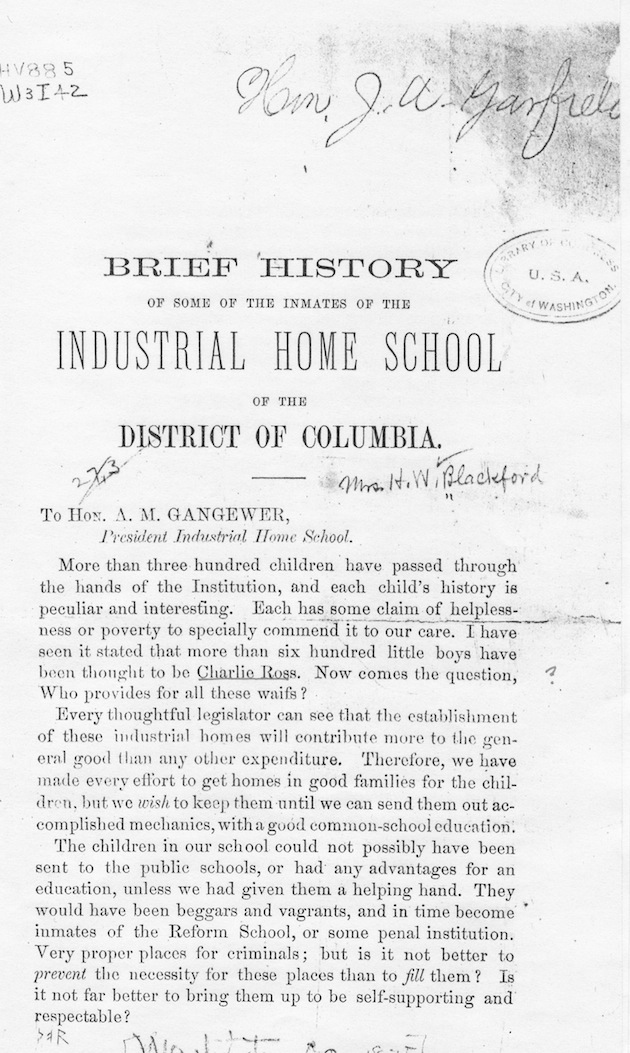 HV885
W3I42
Hon. J. A. Garfield
BRIEF HISTORY
LIBRARY OF CONGRESS
U. S. A.
CITY of WASHINGTON.
OF SOME OF THE INMATES OF THE
INDUSTRIAL HOME SCHOOL
OF THE
DISTRICT OF COLUMBIA.
Mrs. H. W. Blackford
To Hon. A. M. GANGEWER,
President Industrial Home School.
More than three hundred children have passed through
the hands of the Institution, and each child's history is
peculiar and interesting. Each has some claim of helpless-
ness or poverty to specially commend it to our care. I have
seen it stated that more than six hundred little boys have
been thought to be Charlie Ross. Now comes the question, ?
Who provides for all these waifs?
Every thoughtful legislator can see that the establishment
of these industrial homes will contribute more to the gen-
eral good than any other expenditure. Therefore, we have
made every effort to get homes in good families for the chil-
dren, but we wish to keep them until we can send them out ac-
complished mechanics, with a good common-school education.
The children in our school could not possibly have been
sent to the public schools, or had any advantages for an
education, unless we had given them a helping hand. They
would have been beggars and vagrants, and in time become
inmates of the Reform School, or some penal institution.
Very proper places for criminals; but is it not better to
prevent the necessity for these places than to fill them? Is
it not far better to bring them up to be self-supporting and
respectable?